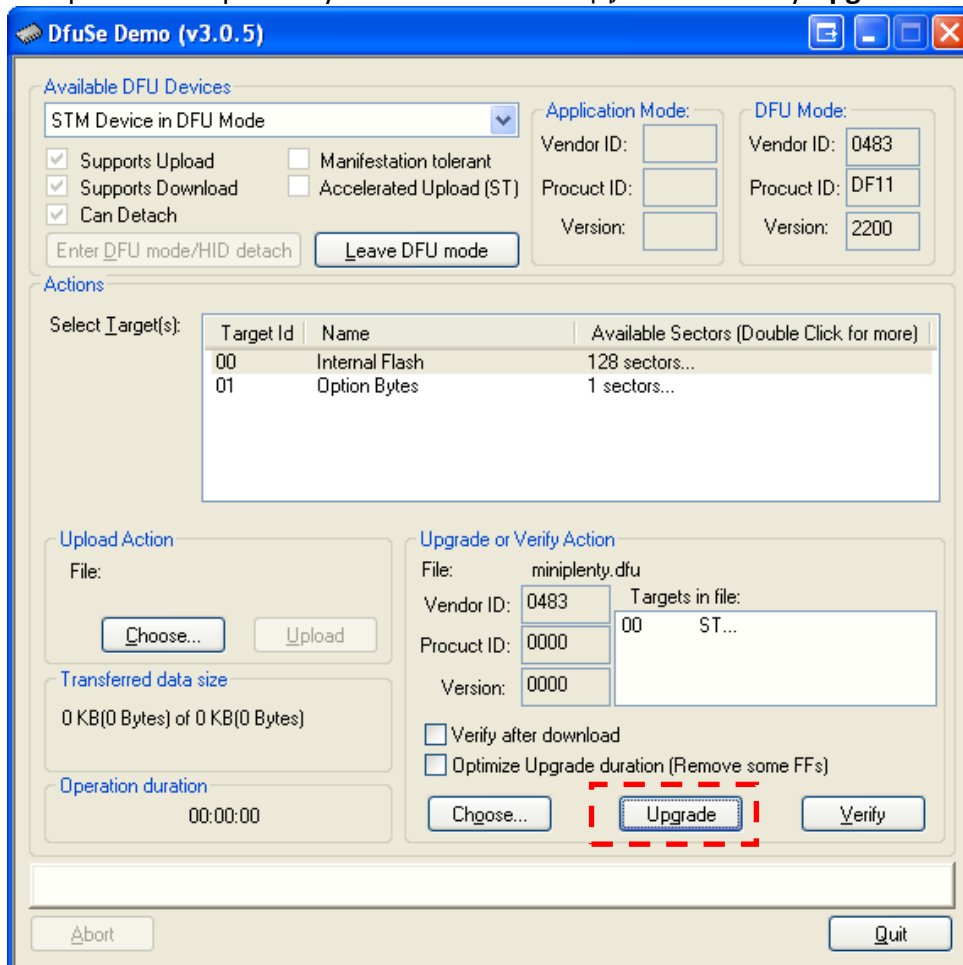 DfuSe Demo (v3.0.5)
Available DFU Devices
STM Device in DFU Mode
Supports Upload
Manifestation tolerant
Supports Download
Accelerated Upload (ST)
Can Detach
Enter DFU mode/HID detach
Leave DFU mode
Application Mode:
Vendor ID:
Procuct ID:
Version:
DFU Mode:
Vendor ID: 0483
Procuct ID: DF11
Version: 2200
Actions
Select Target(s):
Target Id Name Available Sectors (Double Click for more)
00 Internal Flash 128 sectors...
01 Option Bytes 1 sectors...
Upload Action
File:
Choose... Upload
Transferred data size
0 KB(0 Bytes) of 0 KB(0 Bytes)
Operation duration
00:00:00
Upgrade or Verify Action
File: miniplenty.dfu
Vendor ID: 0483
Procuct ID: 0000
Version: 0000
Targets in file:
00 ST...
Verify after download
Optimize Upgrade duration (Remove some FFs)
Choose... Upgrade Verify
Abort Quit